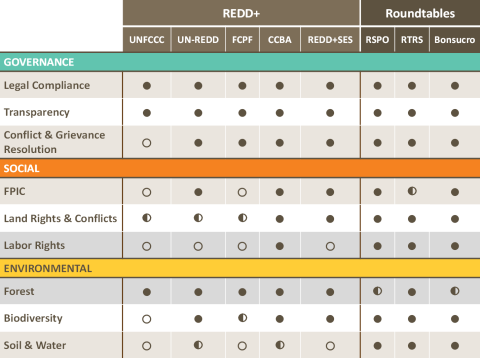 REDD+ Roundtables
UNFCCC UN-REDD FCPF CCBA REDD+SES RSPO RTRS Bonsucro
GOVERNANCE
Legal Compliance
Transparency
Conflict & Grievance
Resolution
SOCIAL
FPIC
Land Rights & Conflicts
Labor Rights
ENVIRONMENTAL
Forest
Biodiversity
Soil & Water